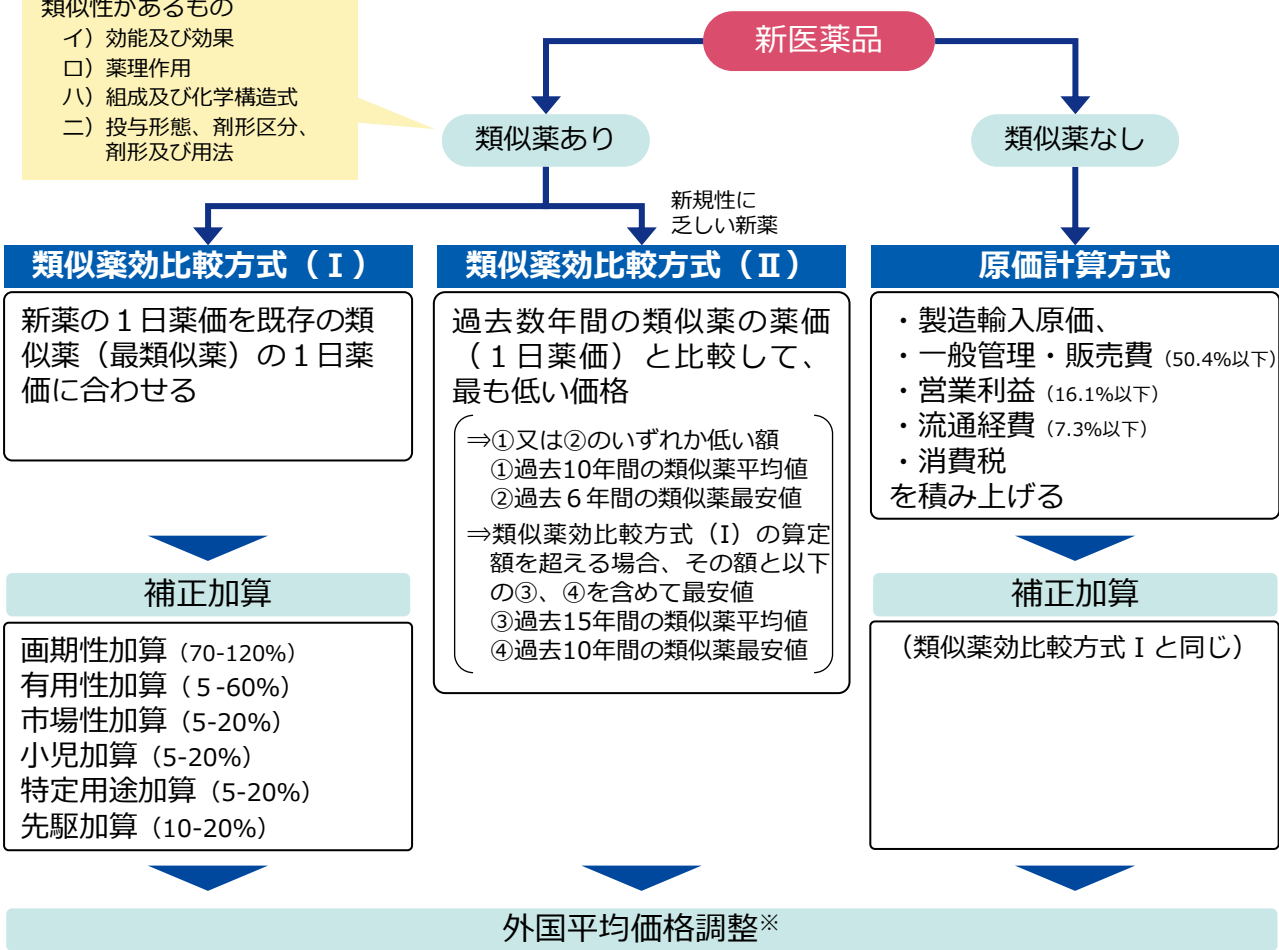 類似性があるもの
イ）効能及び効果
ロ）薬理作用
ハ）組成及び化学構造式
ニ）投与形態、剤形区分、
剤形及び用法
新医薬品
類似薬あり
類似薬なし
新規性に
乏しい新薬
類似薬効比較方式（Ⅰ）
新薬の１日薬価を既存の類
似薬（最類似薬）の１日薬
価に合わせる
補正加算
画期性加算（70-120%）
有用性加算（５-60%）
市場性加算（5-20%）
小児加算（5-20%）
特定用途加算（5-20%）
先駆加算（10-20%）
類似薬効比較方式（Ⅱ）
過去数年間の類似薬の薬価
（１日薬価）と比較して、
最も低い価格
⇒①又は②のいずれか低い額
①過去10年間の類似薬平均値
②過去６年間の類似薬最安値
⇒類似薬効比較方式（I）の算定
額を超える場合、その額と以下
の③、④を含めて最安値
③過去15年間の類似薬平均値
④過去10年間の類似薬最安値
原価計算方式
・製造輸入原価、
・一般管理・販売費（50.4%以下）
・営業利益（16.1%以下）
・流通経費（7.3%以下）
・消費税
を積み上げる
補正加算
（類似薬効比較方式Ⅰと同じ）
外国平均価格調整※